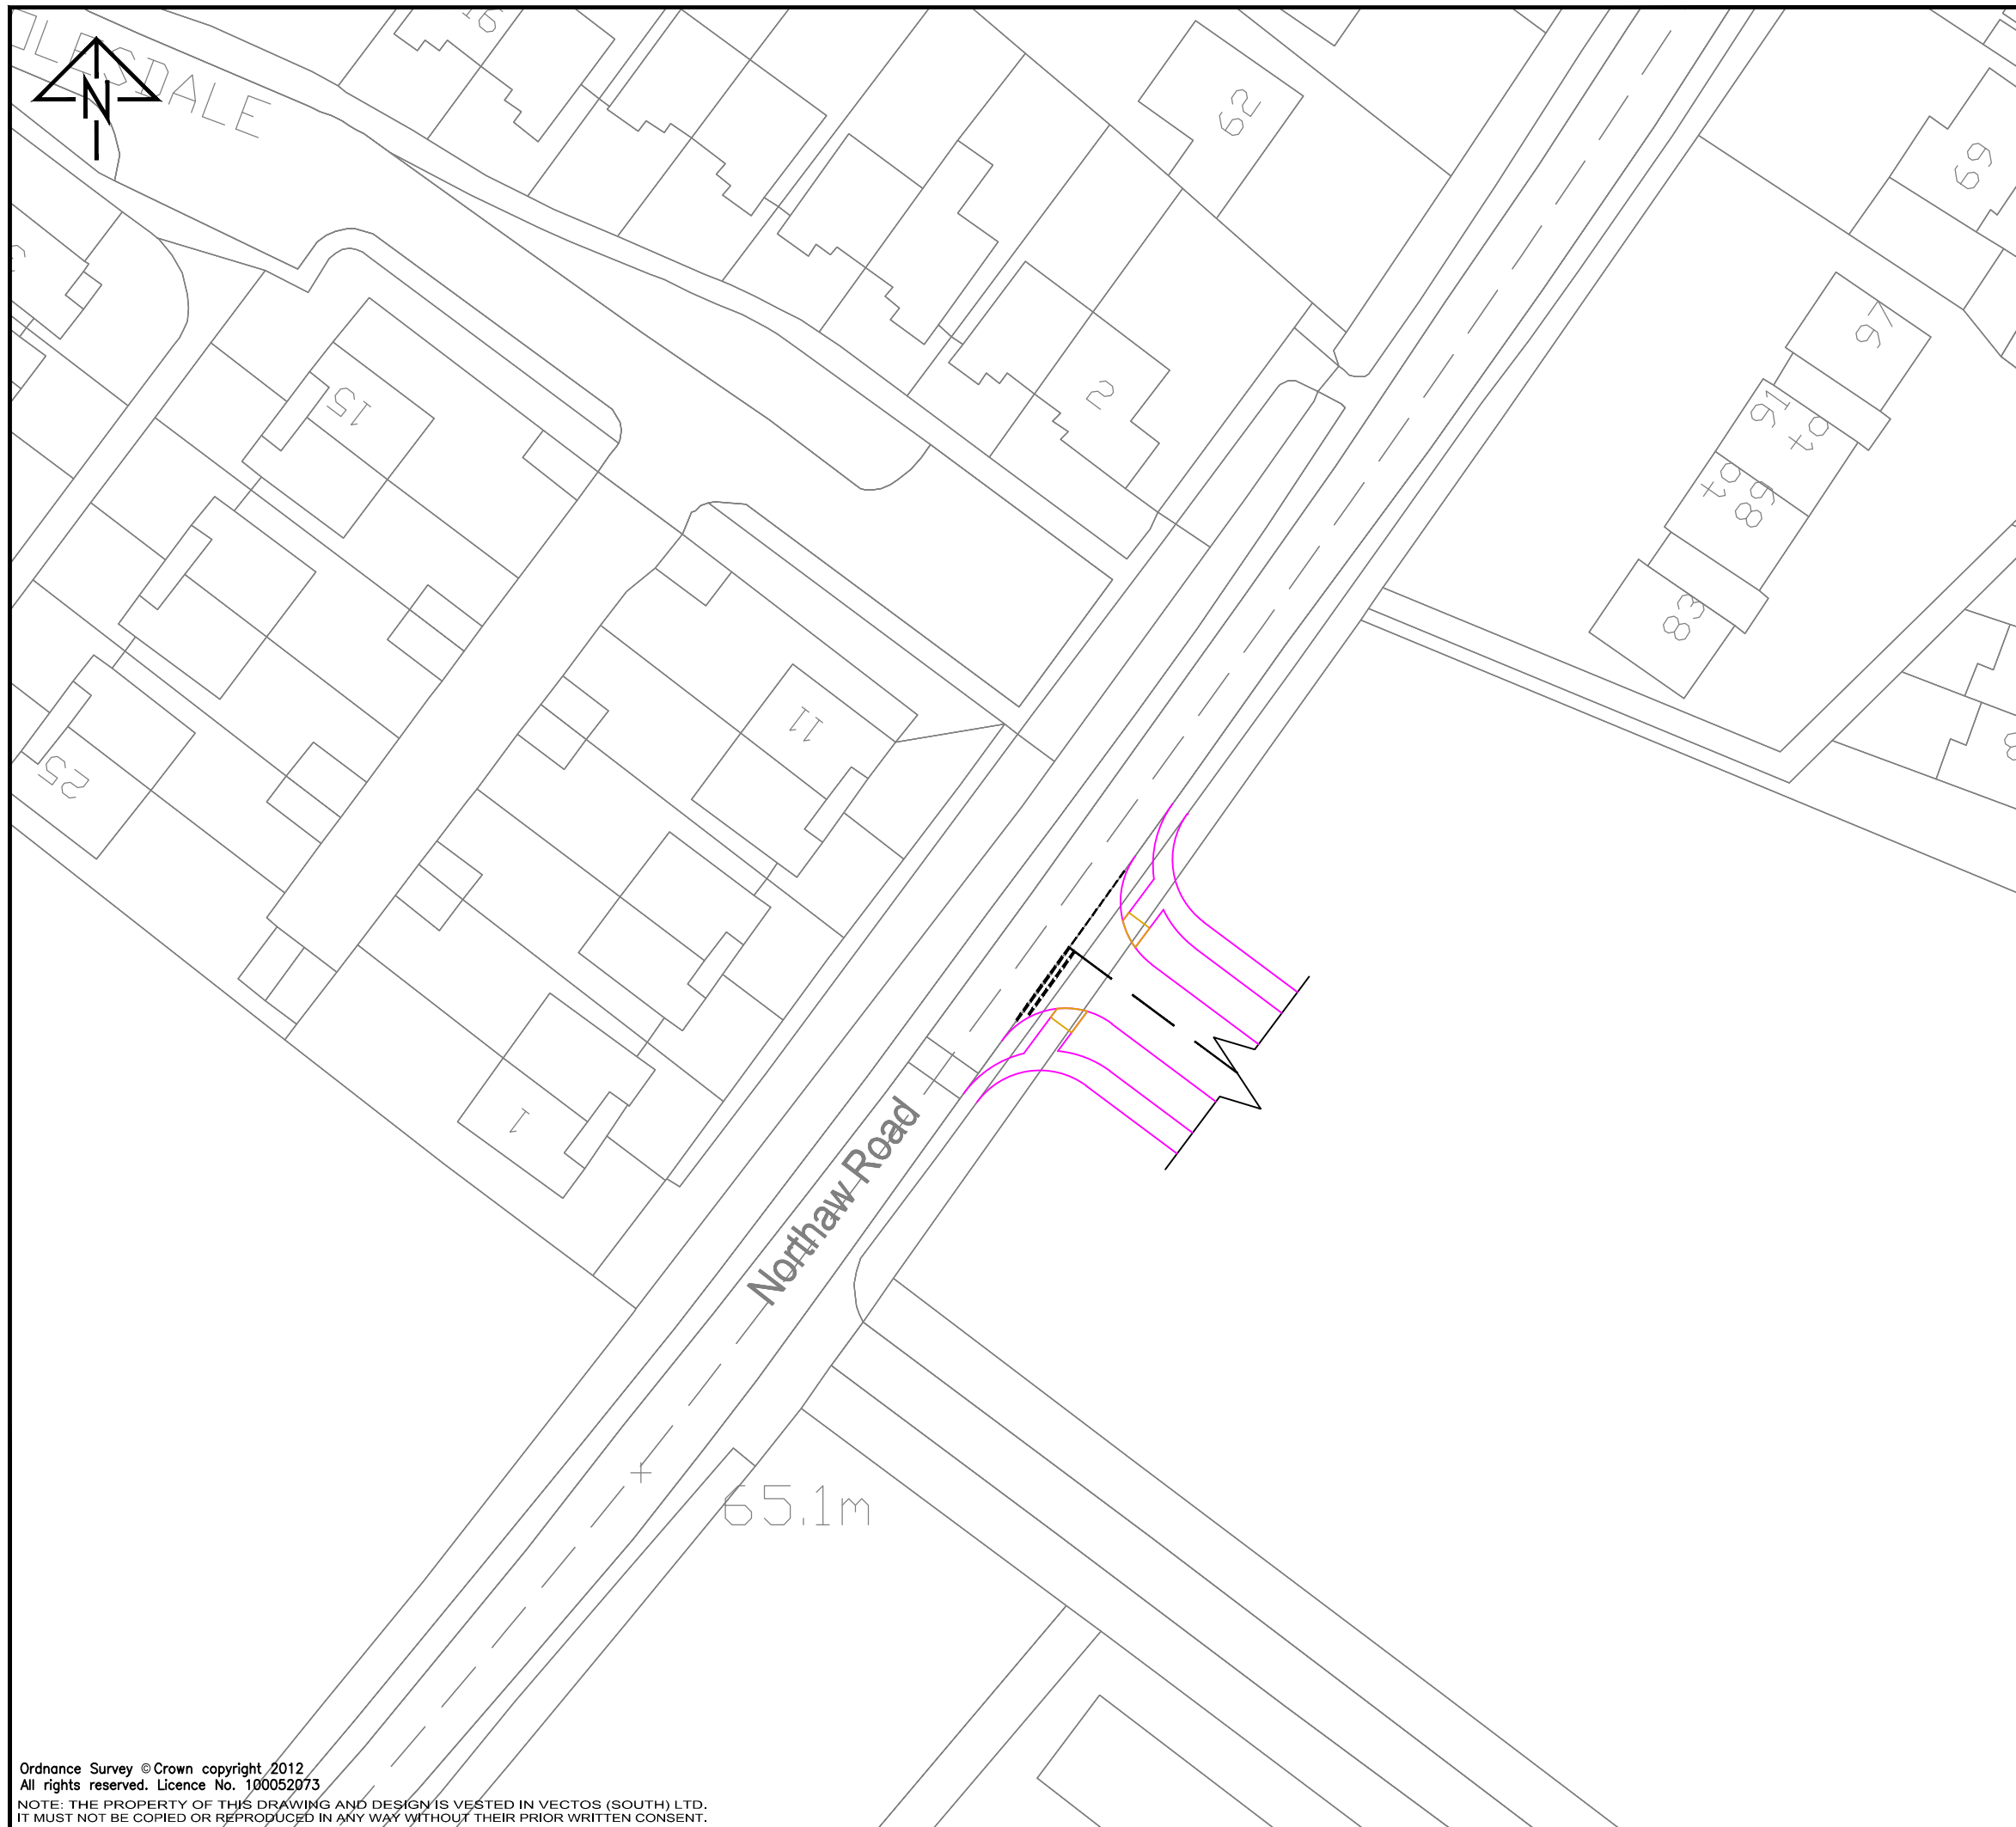 N
62
97
91
94
89
83
2
15
11
25
1
Northaw Road
65.1m
Ordnance Survey © Crown copyright 2012
All rights reserved. Licence No. 100052073
NOTE: THE PROPERTY OF THIS DRAWING AND DESIGN IS VESTED IN VECTOS (SOUTH) LTD.
IT MUST NOT BE COPIED OR REPRODUCED IN ANY WAY WITHOUT THEIR PRIOR WRITTEN CONSENT.